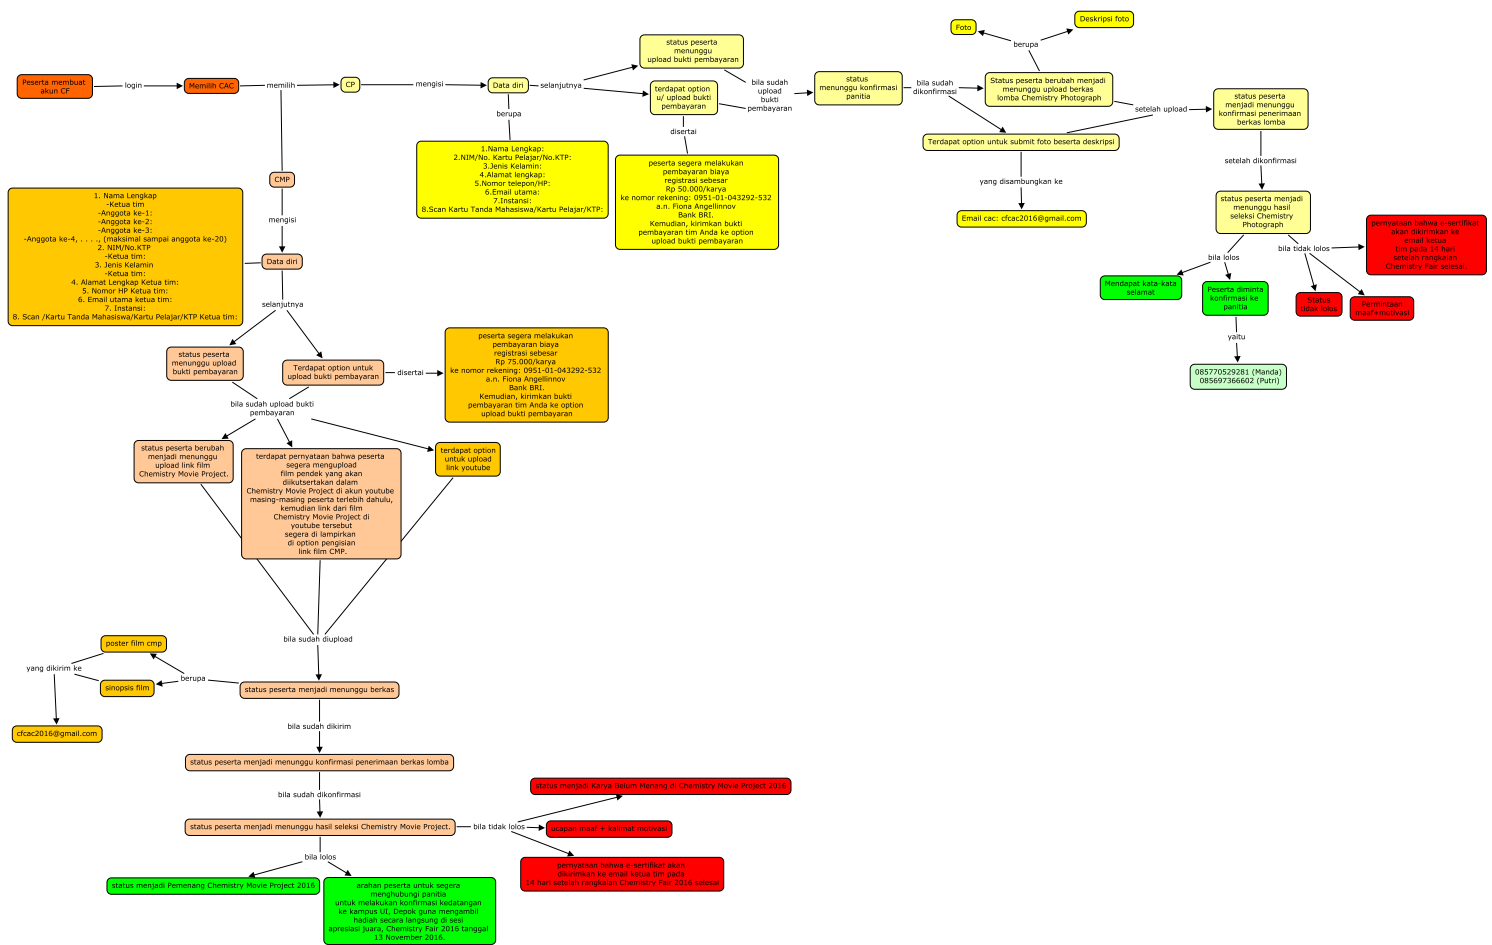 Peserta membuat
akun CF
login
Memilih CAC
memilih
CP
mengisi
Data diri
selanjutnya
status peserta
menunggu
upload bukti pembayaran
terdapat option
u/ upload bukti
pembayaran
bila sudah
upload
bukti
pembayaran
status
menunggu konfirmasi
panitia
bila sudah
dikonfirmasi
Foto
Deskripsi foto
berupa
Status peserta berubah menjadi
menunggu upload berkas
lomba Chemistry Photograph
Terdapat option untuk submit foto beserta deskripsi
setelah upload
status peserta
menjadi menunggu
konfirmasi penerimaan
berkas lomba
yang disambungkan ke
Email cac: cfcac2016@gmail.com
setelah dikonfirmasi
status peserta menjadi
menunggu hasil
seleksi Chemistry
Photograph
bila lolos
bila tidak lolos
Mendapat kata-kata
selamat
Peserta diminta
konfirmasi ke
panitia
yaitu
085770529281 (Manda)
085697366602 (Putri)
Status
tidak lolos
Permintaan
maaf+motivasi
pernyataan bahwa e-sertifikat
akan dikirimkan ke
email ketua
tim pada 14 hari
setelah rangkaian
Chemistry Fair selesai.
berupa
1.Nama Lengkap:
2.NIM/No. Kartu Pelajar/No.KTP:
3.Jenis Kelamin:
4.Alamat lengkap:
5.Nomor telepon/HP:
6.Email utama:
7.Instansi:
8.Scan Kartu Tanda Mahasiswa/Kartu Pelajar/KTP:
disertai
peserta segera melakukan
pembayaran biaya
registrasi sebesar
Rp 50.000/karya
ke nomor rekening: 0951-01-043292-532
a.n. Fiona Angellinnov
Bank BRI.
Kemudian, kirimkan bukti
pembayaran tim Anda ke option
upload bukti pembayaran
CMP
mengisi
Data diri
1. Nama Lengkap
-Ketua tim
-Anggota ke-1:
-Anggota ke-2:
-Anggota ke-3:
-Anggota ke-4, . . . ., (maksimal sampai anggota ke-20)
2. NIM/No.KTP
-Ketua tim:
3. Jenis Kelamin
-Ketua tim:
4. Alamat Lengkap Ketua tim:
5. Nomor HP Ketua tim:
6. Email utama ketua tim:
7. Instansi:
8. Scan /Kartu Tanda Mahasiswa/Kartu Pelajar/KTP Ketua tim:
selanjutnya
status peserta
menunggu upload
bukti pembayaran
Terdapat option untuk
upload bukti pembayaran
disertai
peserta segera melakukan
pembayaran biaya
registrasi sebesar
Rp 75.000/karya
ke nomor rekening: 0951-01-043292-532
a.n. Fiona Angellinnov
Bank BRI.
Kemudian, kirimkan bukti
pembayaran tim Anda ke option
upload bukti pembayaran
bila sudah upload bukti
pembayaran
status peserta berubah
menjadi menunggu
upload link film
Chemistry Movie Project.
terdapat pernyataan bahwa peserta
segera mengupload
film pendek yang akan
diikutsertakan dalam
Chemistry Movie Project di akun youtube
masing-masing peserta terlebih dahulu,
kemudian link dari film
Chemistry Movie Project di
youtube tersebut
segera di lampirkan
di option pengisian
link film CMP.
terdapat option
untuk upload
link youtube
bila sudah diupload
status peserta menjadi menunggu berkas
berupa
poster film cmp
sinopsis film
yang dikirim ke
cfcac2016@gmail.com
bila sudah dikirim
status peserta menjadi menunggu konfirmasi penerimaan berkas lomba
bila sudah dikonfirmasi
status peserta menjadi menunggu hasil seleksi Chemistry Movie Project.
bila tidak lolos
status menjadi Karya Belum Menang di Chemistry Movie Project 2016
ucapan maaf + kalimat motivasi
pernyataan bahwa e-sertifikat akan
dikirimkan ke email ketua tim pada
14 hari setelah rangkaian Chemistry Fair 2016 selesai
bila lolos
status menjadi Pemenang Chemistry Movie Project 2016
arahan peserta untuk segera
menghubungi panitia
untuk melakukan konfirmasi kedatangan
ke kampus UI, Depok guna mengambil
hadiah secara langsung di sesi
apresiasi juara, Chemistry Fair 2016 tanggal
13 November 2016.